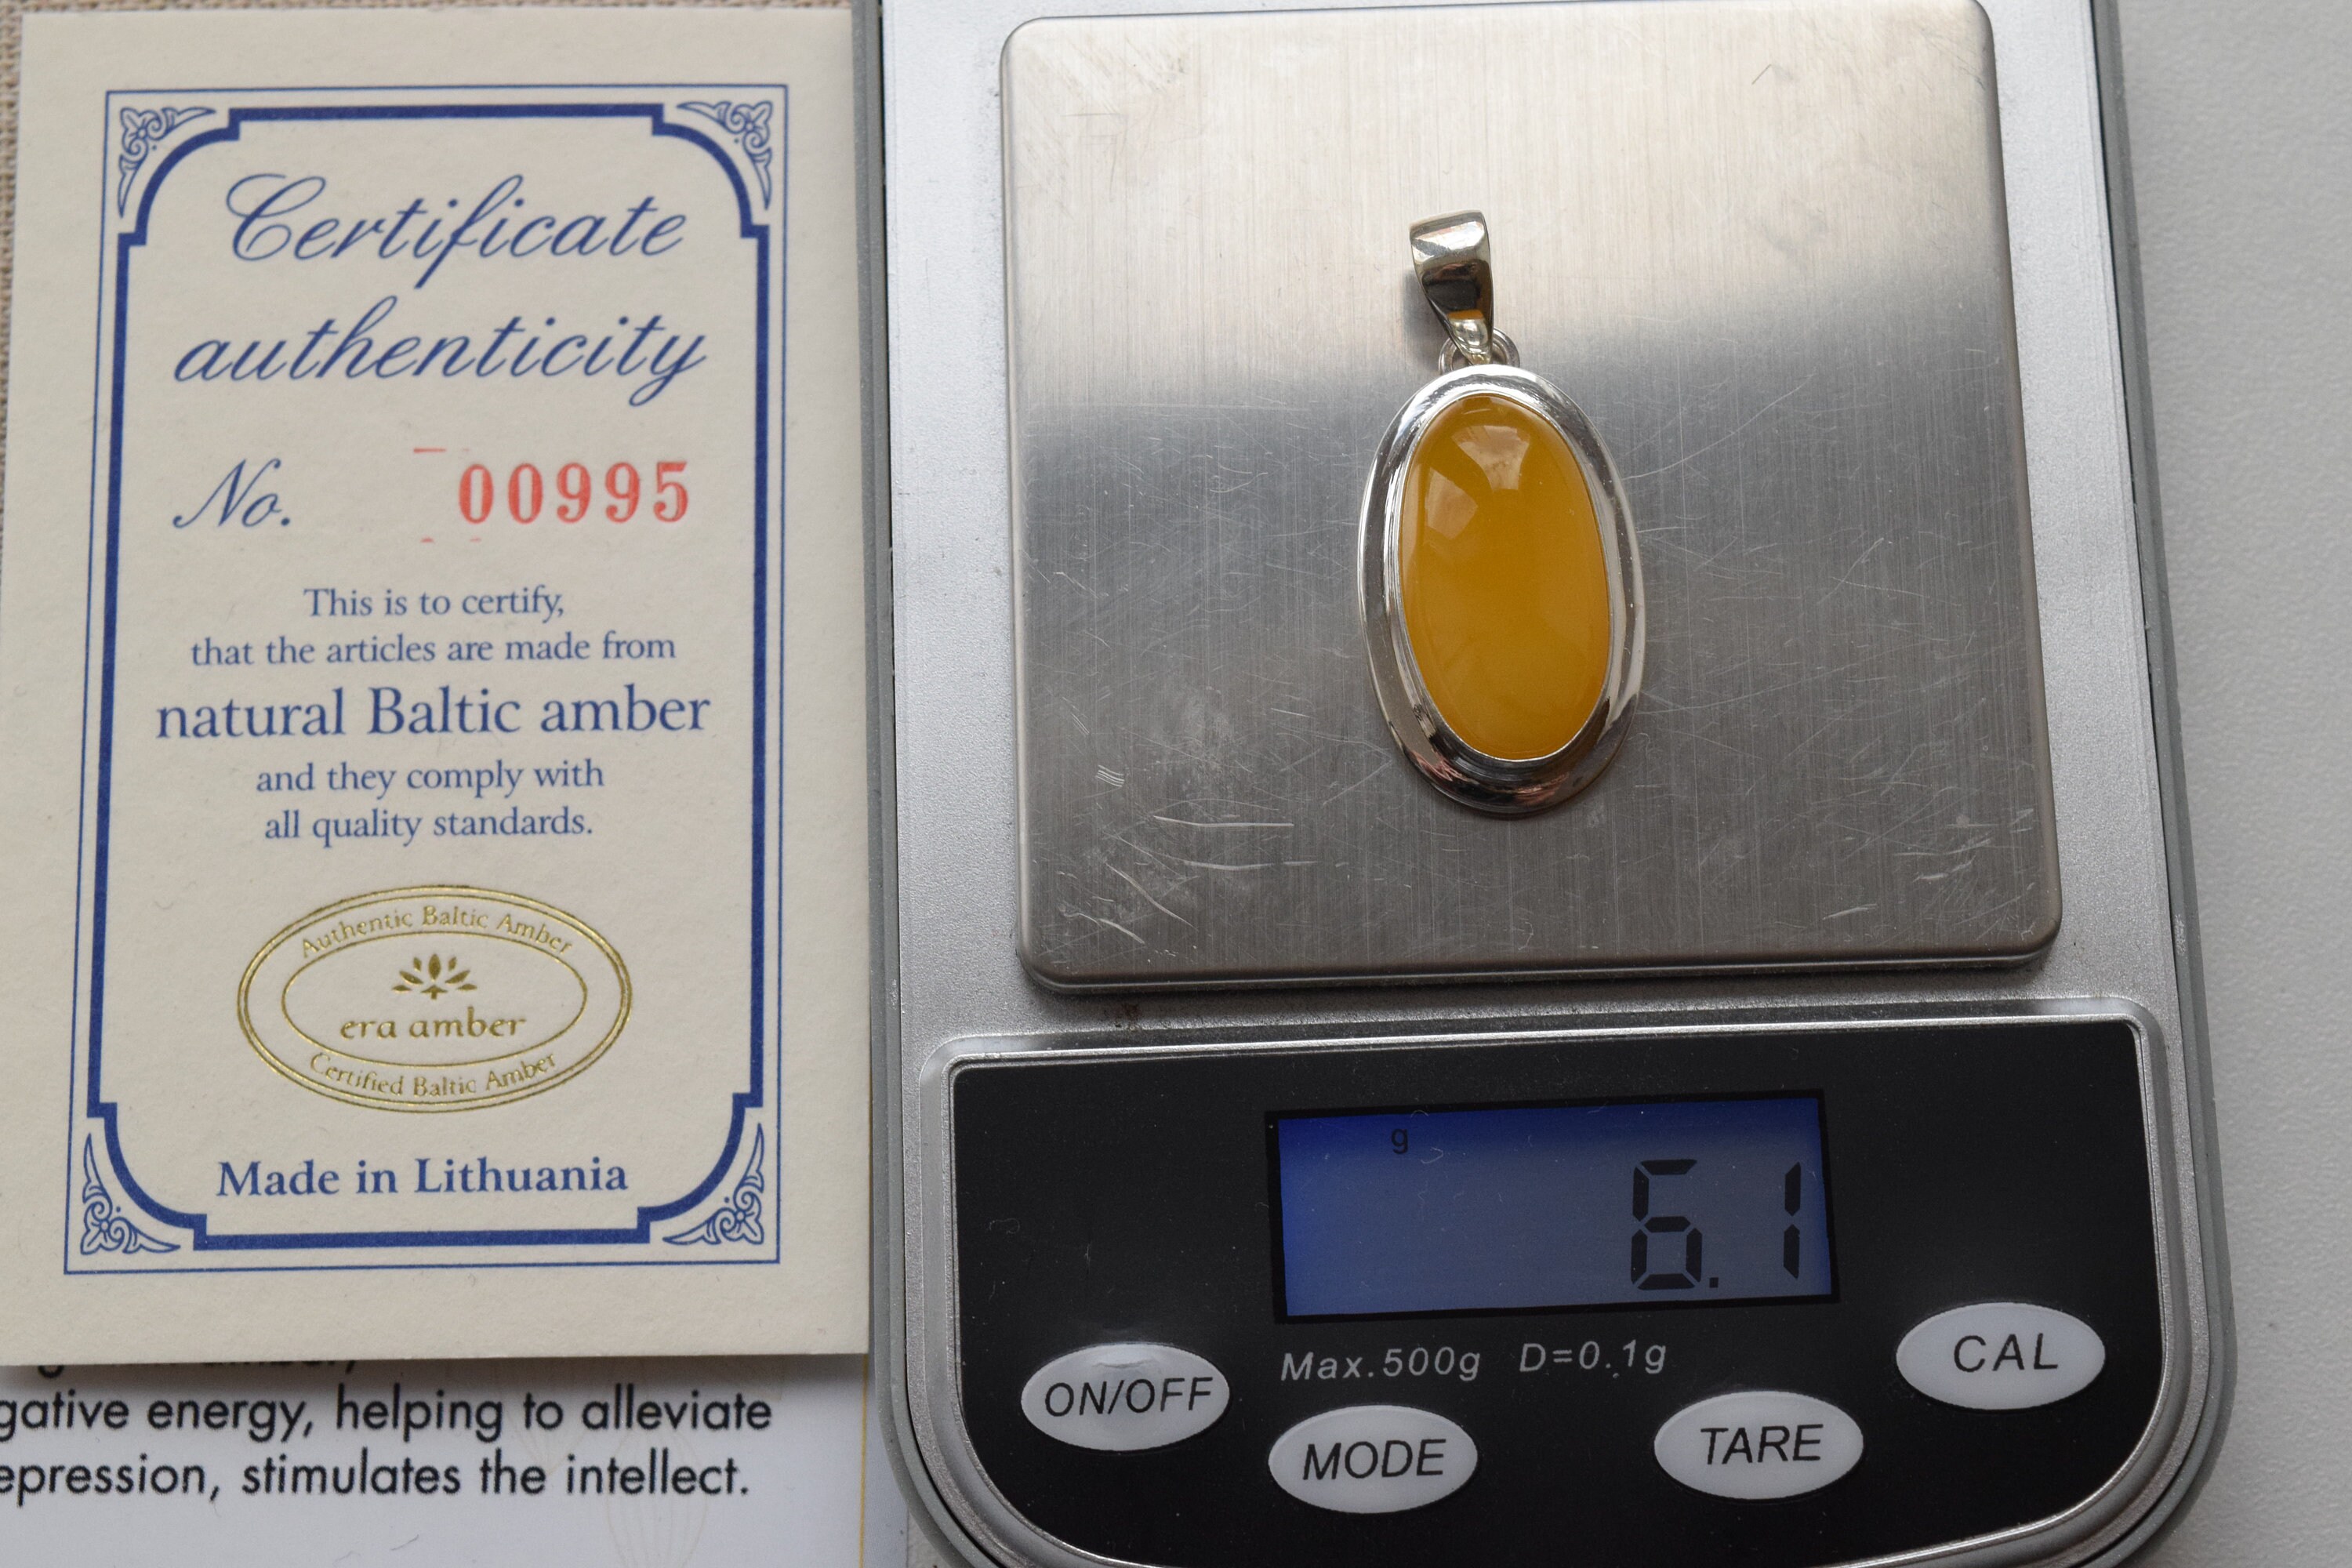 Certificate
authenticity
No. 00995
This is to certify,
that the articles are made from
natural Baltic amber
and they comply with
all quality standards.
Authentic Baltic Amber
era amber
Certified Baltic Amber
Made in Lithuania
gative energy, helping to alleviate
epression, stimulates the intellect.
g
6.1
Max.500g D=0.1g
ON/OFF
MODE
TARE
CAL